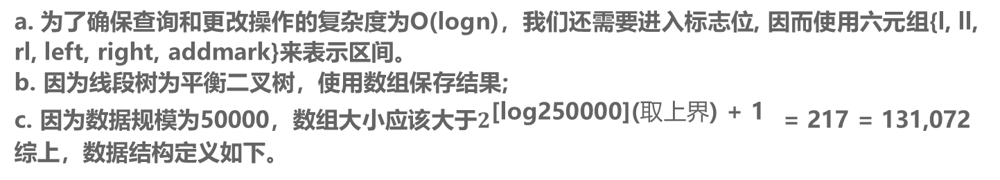 a. 为了确保查询和更改操作的复杂度为O(logn)，我们还需要进入标志位, 因而使用六元组{l, ll,
rl, left, right, addmark}来表示区间。
b. 因为线段树为平衡二叉树，使用数组保存结果;
c. 因为数据规模为50000，数组大小应该大于2[log250000](取上界) + 1 = 217 = 131,072
综上，数据结构定义如下。